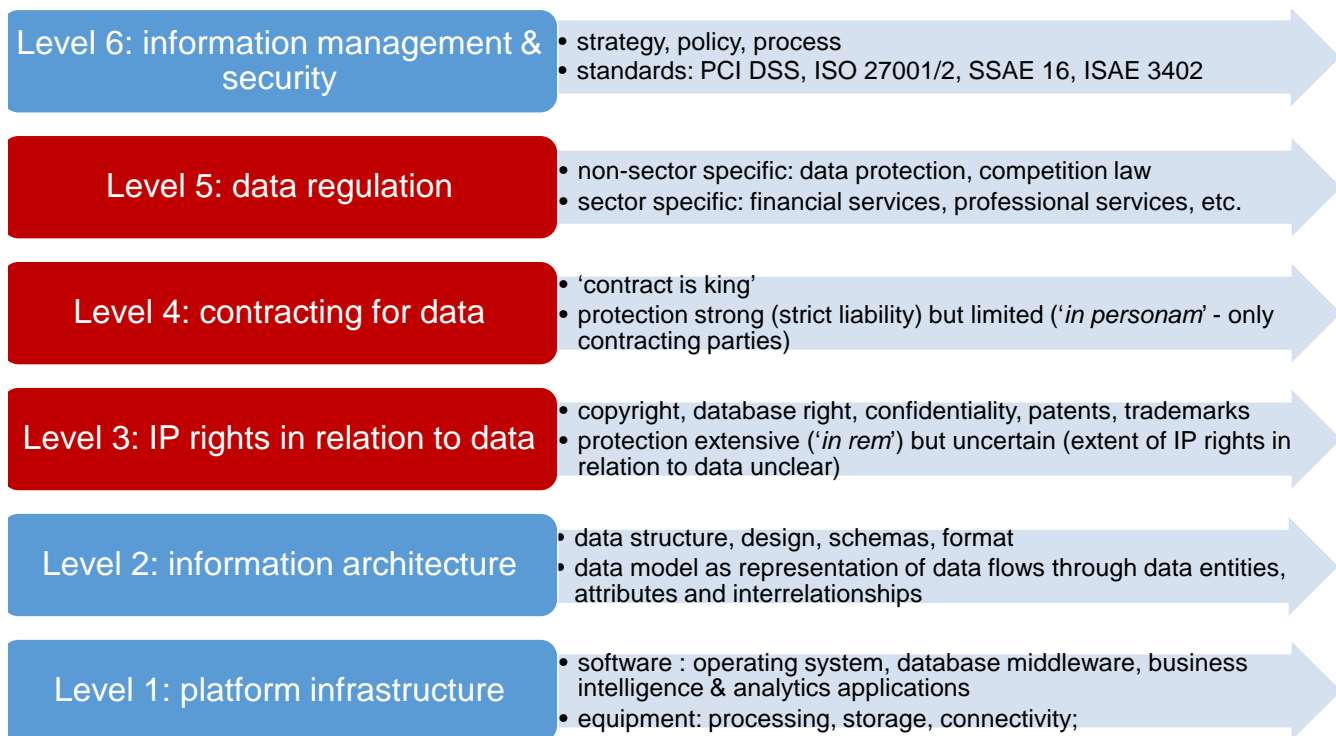 Level 6: information management &
security
• strategy, policy, process
• standards: PCI DSS, ISO 27001/2, SSAE 16, ISAE 3402
Level 5: data regulation
• non-sector specific: data protection, competition law
• sector specific: financial services, professional services, etc.
Level 4: contracting for data
• ‘contract is king’
• protection strong (strict liability) but limited (‘in personam’ - only
contracting parties)
Level 3: IP rights in relation to data
• copyright, database right, confidentiality, patents, trademarks
• protection extensive (‘in rem’) but uncertain (extent of IP rights in
relation to data unclear)
Level 2: information architecture
• data structure, design, schemas, format
• data model as representation of data flows through data entities,
attributes and interrelationships
Level 1: platform infrastructure
• software : operating system, database middleware, business
intelligence & analytics applications
• equipment: processing, storage, connectivity;